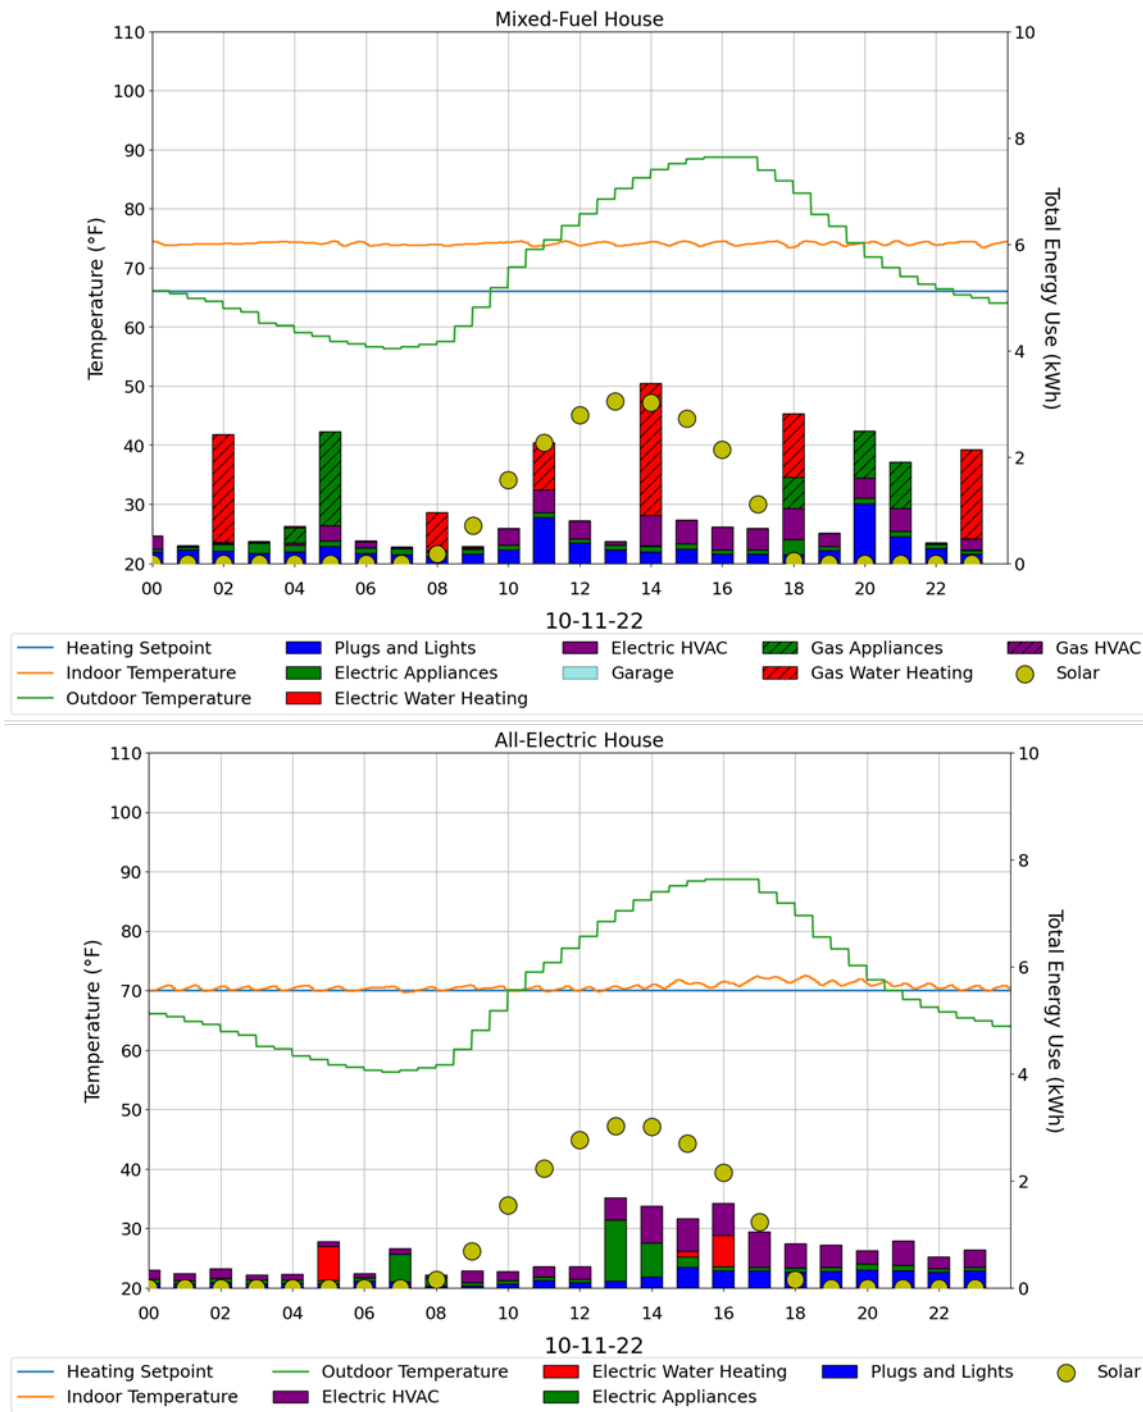 Mixed-Fuel House
110
100
90
80
70
60
50
40
30
20
Temperature (°F)
10
8
6
4
2
0
Total Energy Use (kWh)
00 02 04 06 08 10 12 14 16 18 20 22
10-11-22
Heating Setpoint Plugs and Lights Electric HVAC Gas Appliances Gas HVAC
Indoor Temperature Electric Appliances Garage Gas Water Heating Solar
Outdoor Temperature Electric Water Heating
All-Electric House
110
100
90
80
70
60
50
40
30
20
Temperature (°F)
10
8
6
4
2
0
Total Energy Use (kWh)
00 02 04 06 08 10 12 14 16 18 20 22
10-11-22
Heating Setpoint Outdoor Temperature Electric Water Heating Plugs and Lights Solar
Indoor Temperature Electric HVAC Electric Appliances